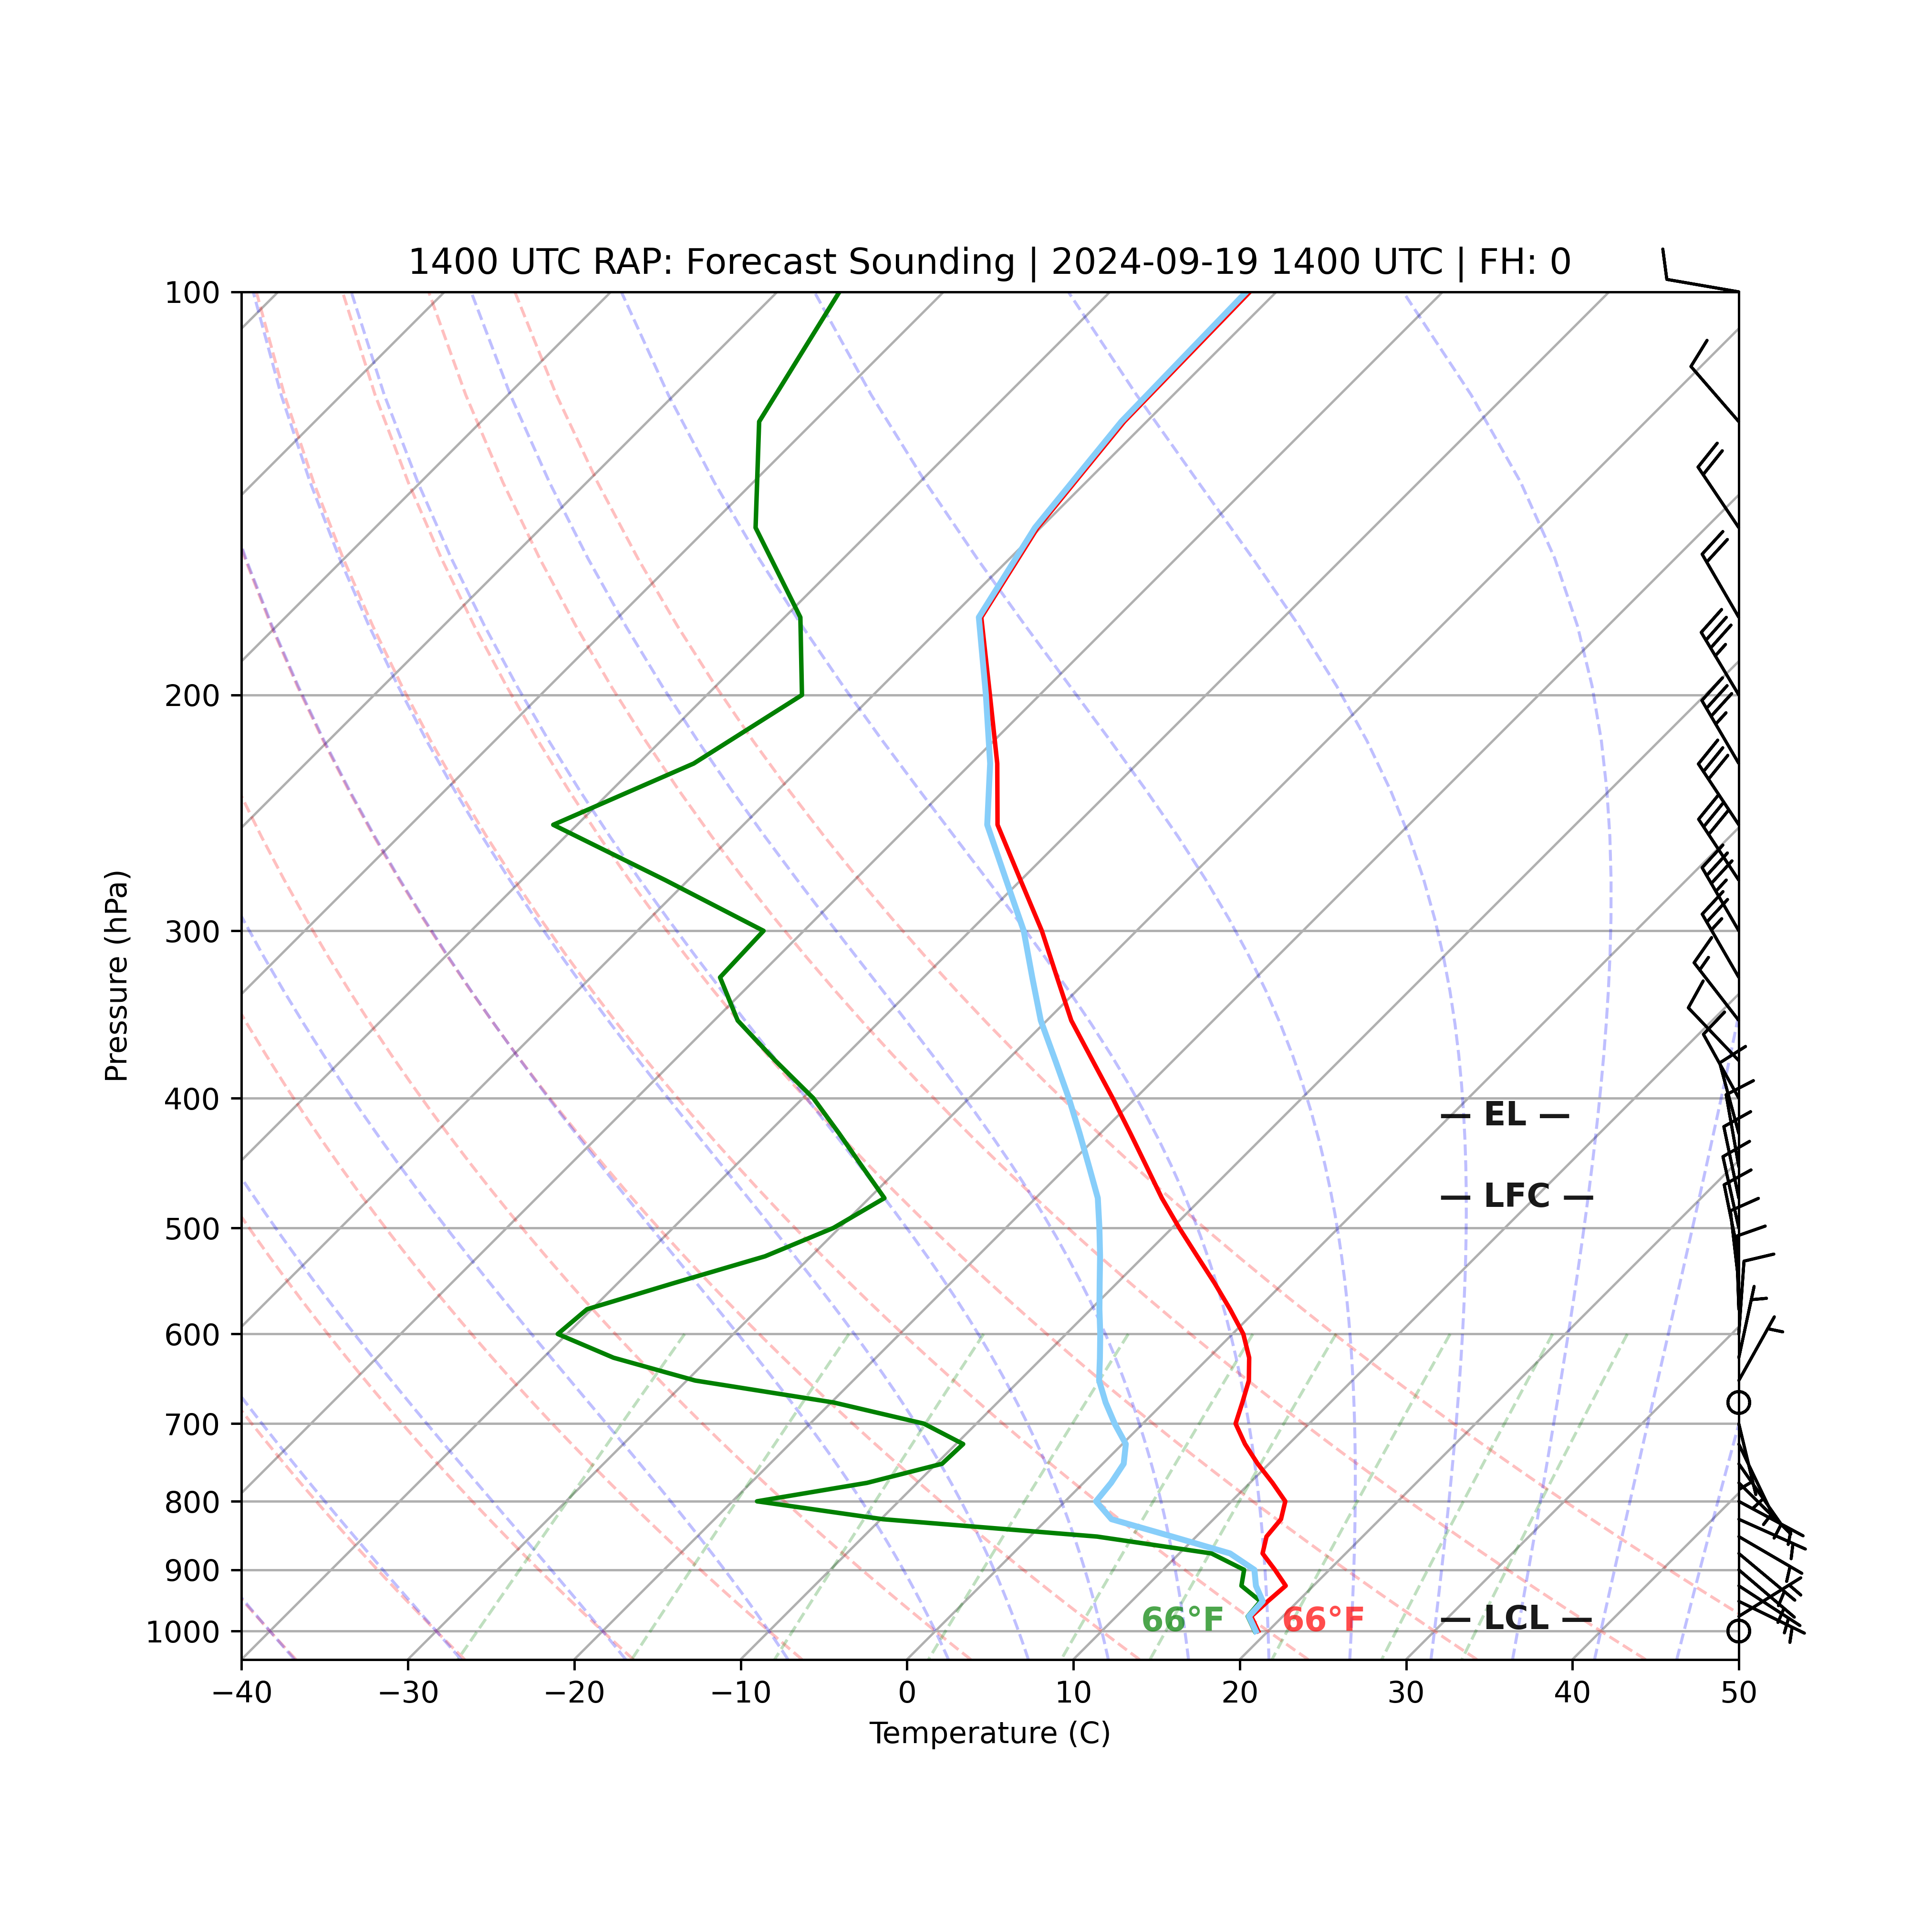 1400 UTC RAP: Forecast Sounding | 2024-09-19 1400 UTC | FH: 0
100
200
300
400
500
600
700
800
900
1000
Pressure (hPa)
— EL —
— LFC —
— LCL —
66°F
66°F
−40
−30
−20
−10
0
10
20
30
40
50
Temperature (C)